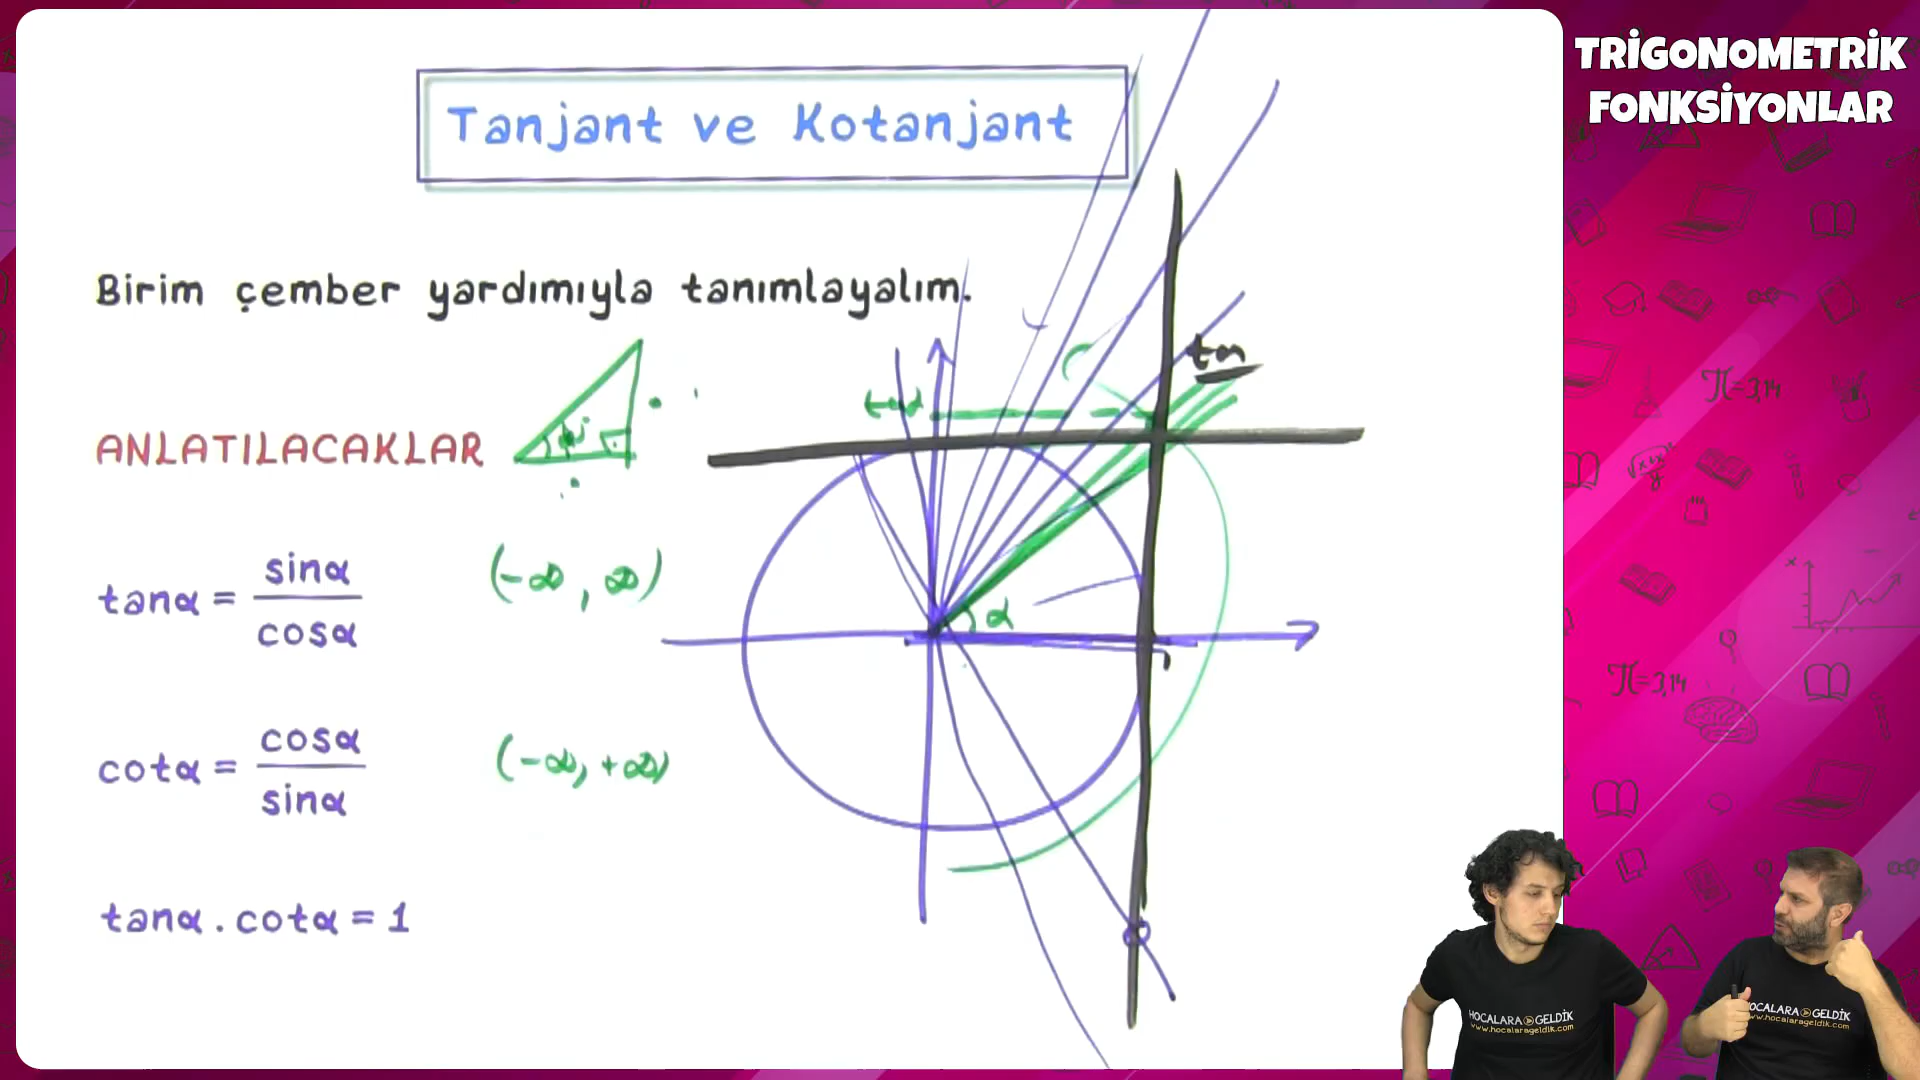 TRİGONOMETRİK
FONKSİYONLAR
Tanjant ve Kotanjant
Birim çember yardımıyla tanımlayalım.
tan
ANLATILACAKLAR
tanα = sinα / cosα
(-∞, ∞)
α
cotα = cosα / sinα
(-∞, +∞)
tanα . cotα = 1
π=3,14
π=3,14
HOCALARA GELDİK
www.hocalarageldik.com
HOCALARA GELDİK
www.hocalarageldik.com